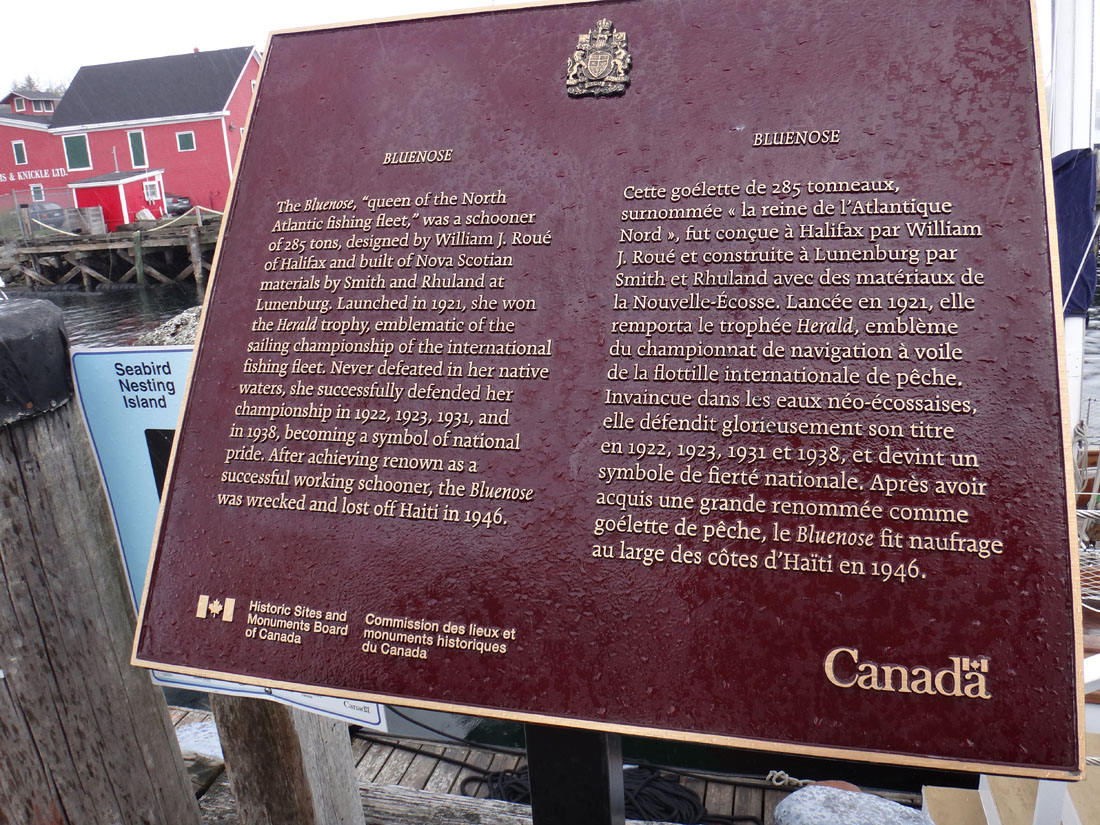 S & KNICKLE LTD.
Seabird
Nesting
Island
BLUENOSE
The Bluenose, “queen of the North
Atlantic fishing fleet,” was a schooner
of 285 tons, designed by William J. Roué
of Halifax and built of Nova Scotian
materials by Smith and Rhuland at
Lunenburg. Launched in 1921, she won
the Herald trophy, emblematic of the
sailing championship of the international
fishing fleet. Never defeated in her native
waters, she successfully defended her
championship in 1922, 1923, 1931, and
in 1938, becoming a symbol of national
pride. After achieving renown as a
successful working schooner, the Bluenose
was wrecked and lost off Haiti in 1946.
BLUENOSE
Cette goélette de 285 tonneaux,
surnommée « la reine de l’Atlantique
Nord », fut conçue à Halifax par William
J. Roué et construite à Lunenburg par
Smith et Rhuland avec des matériaux de
la Nouvelle-Écosse. Lancée en 1921, elle
remporta le trophée Herald, emblème
du championnat de navigation à voile
de la flottille internationale de pêche.
Invaincue dans les eaux néo-écossaises,
elle défendit glorieusement son titre
en 1922, 1923, 1931 et 1938, et devint un
symbole de fierté nationale. Après avoir
acquis une grande renommée comme
goélette de pêche, le Bluenose fit naufrage
au large des côtes d’Haïti en 1946.
Historic Sites and
Monuments Board
of Canada
Commission des lieux et
monuments historiques
du Canada
Canada
Canada